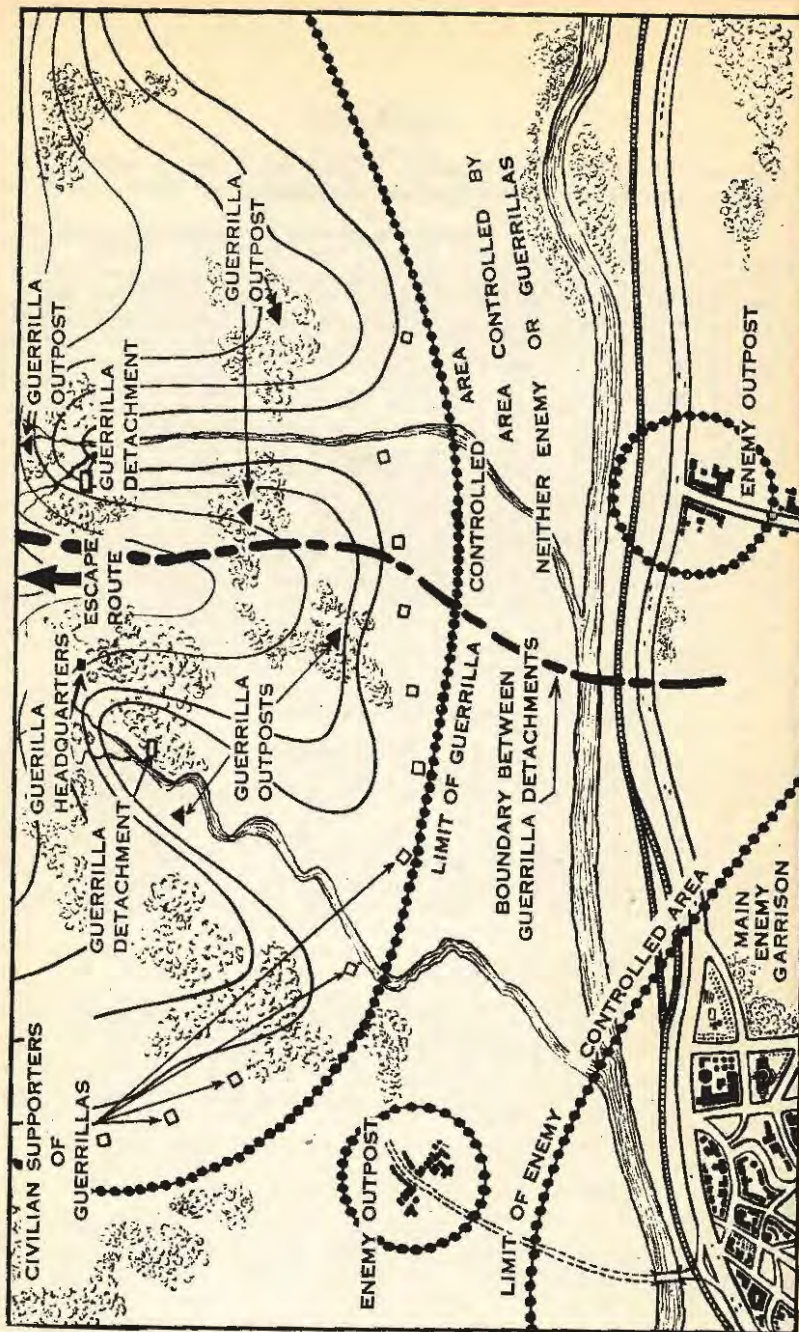 CIVILIAN SUPPORTERS
OF
GUERRILLAS
GUERILLA
HEADQUARTERS
GUERRILLA
DETACHMENT
ESCAPE
ROUTE
GUERRILLA
OUTPOST
GUERRILLA
DETACHMENT
GUERRILLA
OUTPOSTS
GUERRILLA
OUTPOST
LIMIT OF GUERRILLA CONTROLLED AREA
AREA CONTROLLED BY
NEITHER ENEMY OR GUERRILLAS
BOUNDARY BETWEEN
GUERRILLA DETACHMENTS
ENEMY OUTPOST
LIMIT OF ENEMY CONTROLLED AREA
MAIN
ENEMY
GARRISON
ENEMY OUTPOST